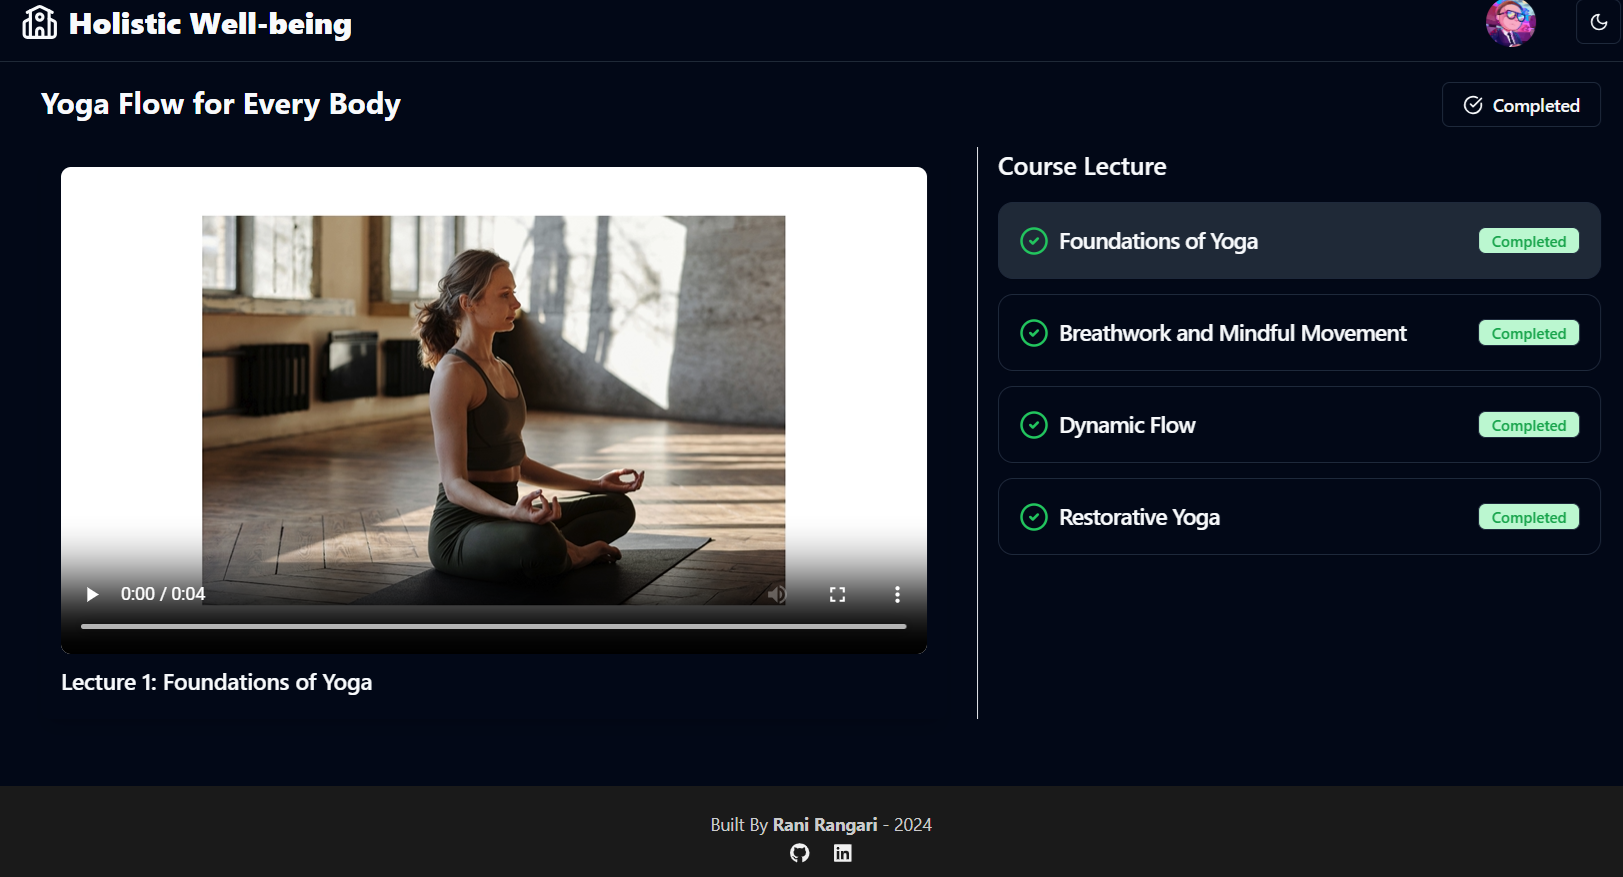 Holistic Well-being
Yoga Flow for Every Body
Completed
0:00 / 0:04
Lecture 1: Foundations of Yoga
Course Lecture
Foundations of Yoga Completed
Breathwork and Mindful Movement Completed
Dynamic Flow Completed
Restorative Yoga Completed
Built By Rani Rangari - 2024
in